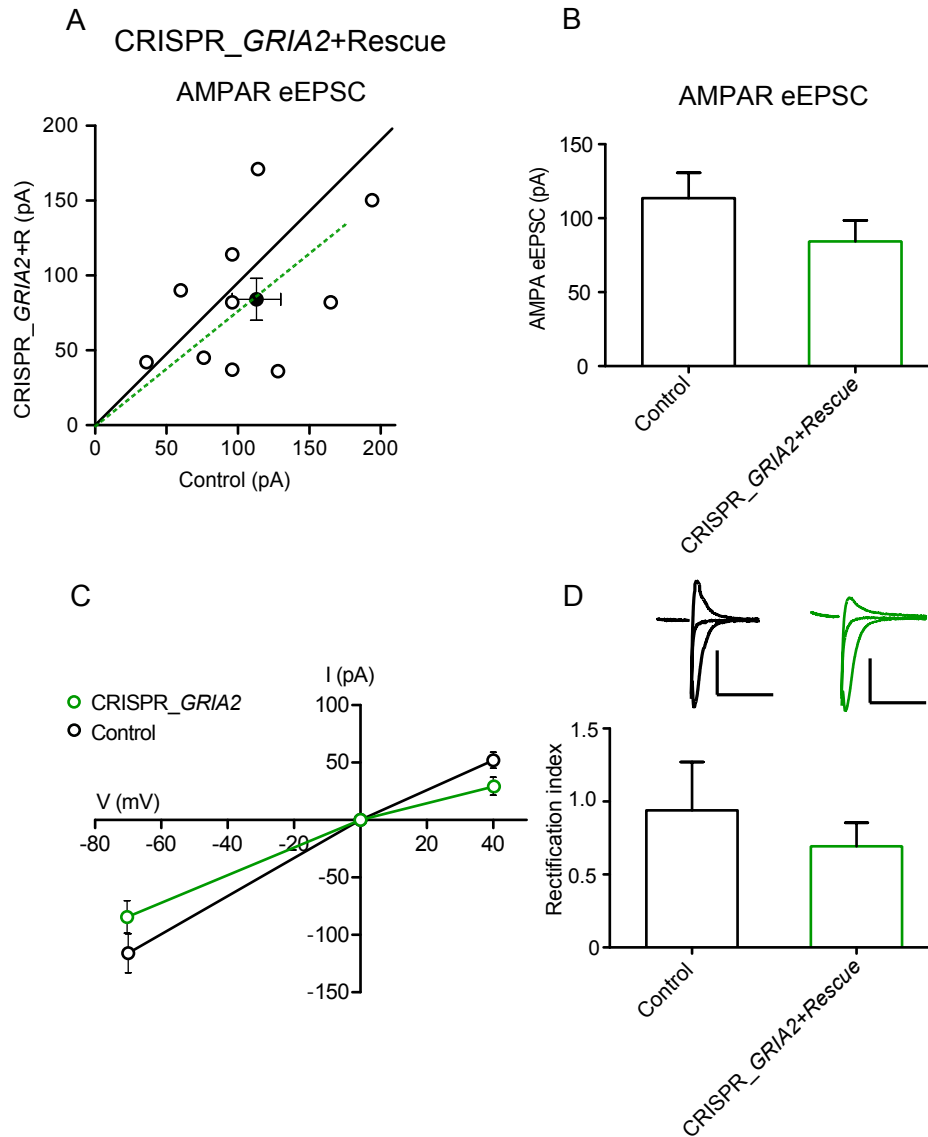 A
CRISPR_GRIA2+Rescue
AMPAR eEPSC
CRISPR_GRIA2+R (pA)
200
150
100
50
0
0 50 100 150 200
Control (pA)
B
AMPAR eEPSC
AMPA eEPSC (pA)
150
100
50
0
Control
CRISPR_GRIA2+Rescue
C
CRISPR_GRIA2
Control
I (pA)
100
50
V (mV)
-80 -60 -40 -20 0 20 40
-50
-100
-150
D
Rectification index
1.5
1.0
0.5
0
Control
CRISPR_GRIA2+Rescue